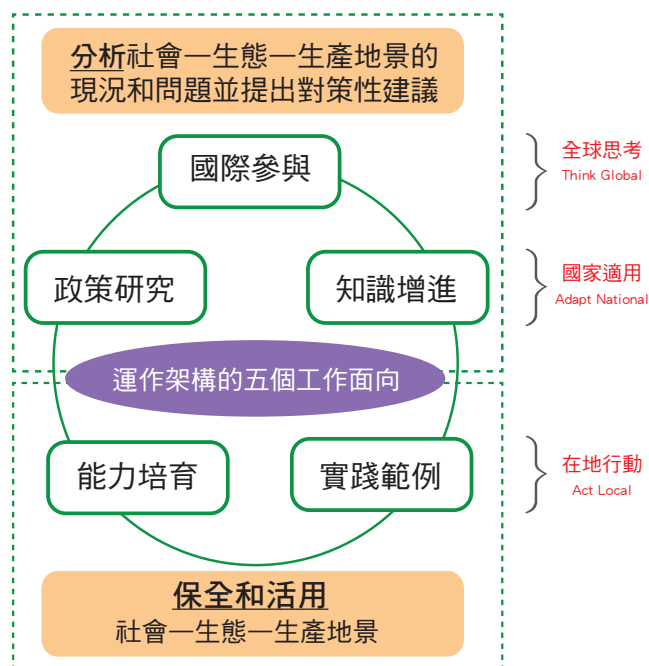 分析社會—生態—生產地景的
現況和問題並提出對策性建議
國際參與
全球思考
Think Global
政策研究
知識增進
國家適用
Adapt National
運作架構的五個工作面向
能力培育
實踐範例
在地行動
Act Local
保全和活用
社會—生態—生產地景